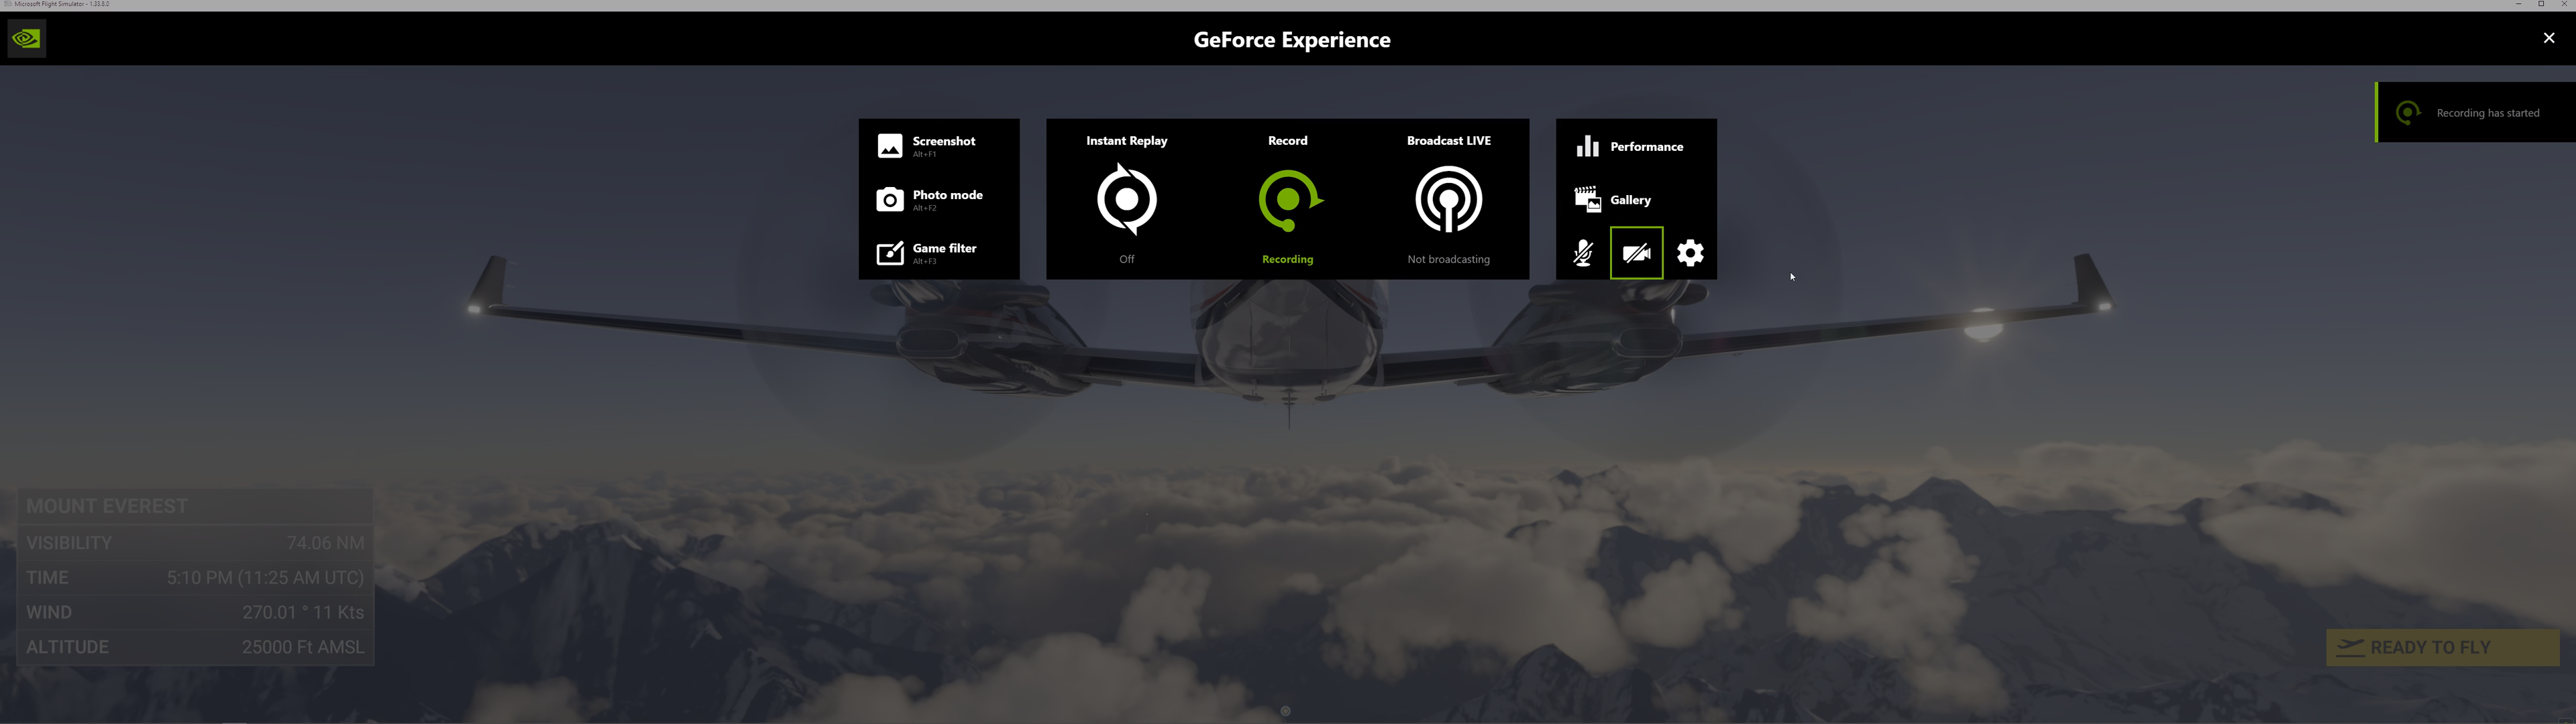 Microsoft Flight Simulator - 1.33.8.0
GeForce Experience
Recording has started
Screenshot
Alt+F1
Photo mode
Alt+F2
Game filter
Alt+F3
Instant Replay
Off
Record
Recording
Broadcast LIVE
Not broadcasting
Performance
Gallery
MOUNT EVEREST
VISIBILITY 74.06 NM
TIME 5:10 PM (11:25 AM UTC)
WIND 270.01 ° 11 Kts
ALTITUDE 25000 Ft AMSL
READY TO FLY